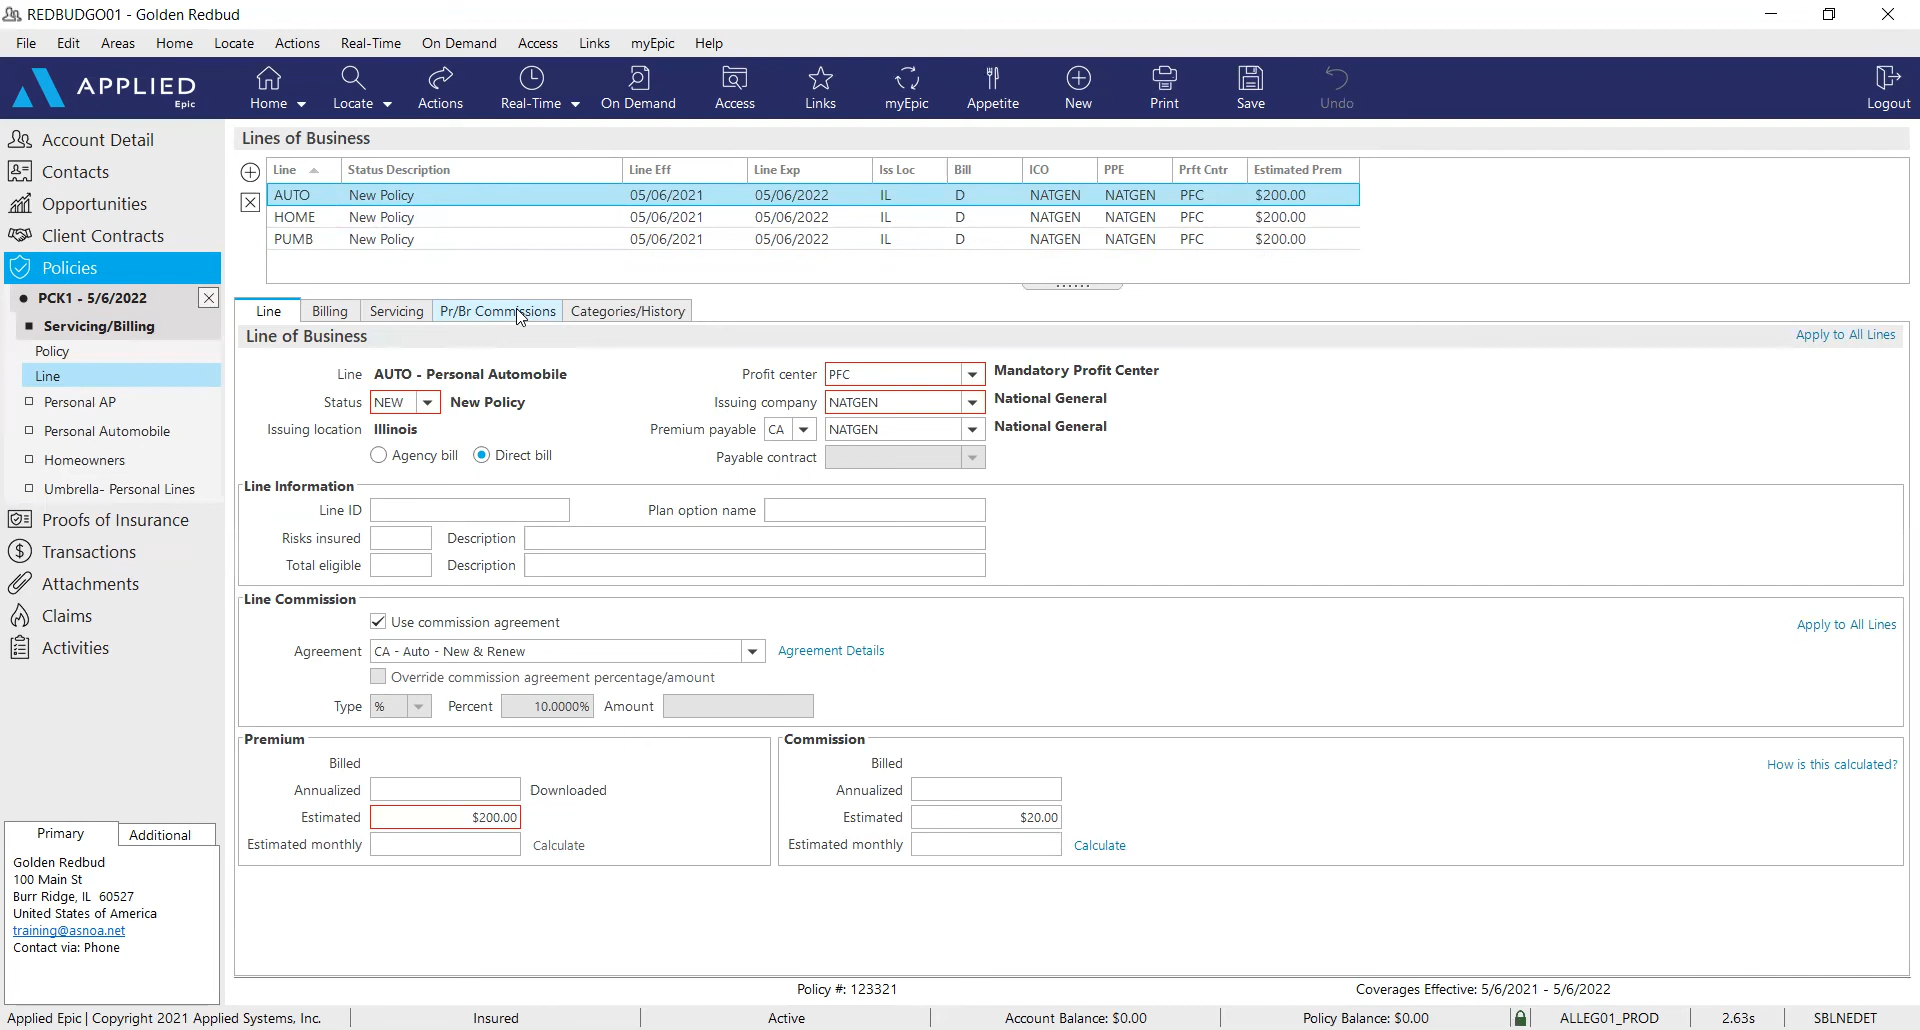 REDBUDGO01 - Golden Redbud
File Edit Areas Home Locate Actions Real-Time On Demand Access Links myEpic Help
APPLIED Epic
Home Locate Actions Real-Time On Demand Access Links myEpic Appetite New Print Save Undo Logout
Account Detail
Contacts
Opportunities
Client Contracts
Policies
PCK1 - 5/6/2022
Servicing/Billing
Policy
Line
Personal AP
Personal Automobile
Homeowners
Umbrella- Personal Lines
Proofs of Insurance
Transactions
Attachments
Claims
Activities
Primary Additional
Golden Redbud
100 Main St
Burr Ridge, IL 60527
United States of America
training@asnoa.net
Contact via: Phone
Lines of Business
Line Status Description Line Eff Line Exp Iss Loc Bill ICO PPE Prft Cntr Estimated Prem
AUTO New Policy 05/06/2021 05/06/2022 IL D NATGEN NATGEN PFC $200.00
HOME New Policy 05/06/2021 05/06/2022 IL D NATGEN NATGEN PFC $200.00
PUMB New Policy 05/06/2021 05/06/2022 IL D NATGEN NATGEN PFC $200.00
Line Billing Servicing Pr/Br Commissions Categories/History
Line of Business Apply to All Lines
Line AUTO - Personal Automobile Profit center PFC Mandatory Profit Center
Status NEW New Policy Issuing company NATGEN National General
Issuing location Illinois Premium payable CA NATGEN National General
Agency bill Direct bill Payable contract
Line Information
Line ID Plan option name
Risks insured Description
Total eligible Description
Line Commission
Use commission agreement Apply to All Lines
Agreement CA - Auto - New & Renew Agreement Details
Override commission agreement percentage/amount
Type % Percent 10.0000% Amount
Premium Commission
Billed Billed How is this calculated?
Annualized Downloaded Annualized
Estimated $200.00 Estimated $20.00
Estimated monthly Calculate Estimated monthly Calculate
Policy #: 123321 Coverages Effective: 5/6/2021 - 5/6/2022
Applied Epic | Copyright 2021 Applied Systems, Inc. Insured Active Account Balance: $0.00 Policy Balance: $0.00 ALLEG01_PROD 2.63s SBLNEDET